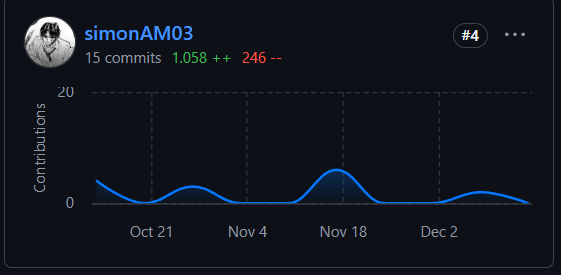 simonAM03
#4 ...
15 commits 1.058 ++ 246 --
20
Contributions
0
Oct 21 Nov 4 Nov 18 Dec 2